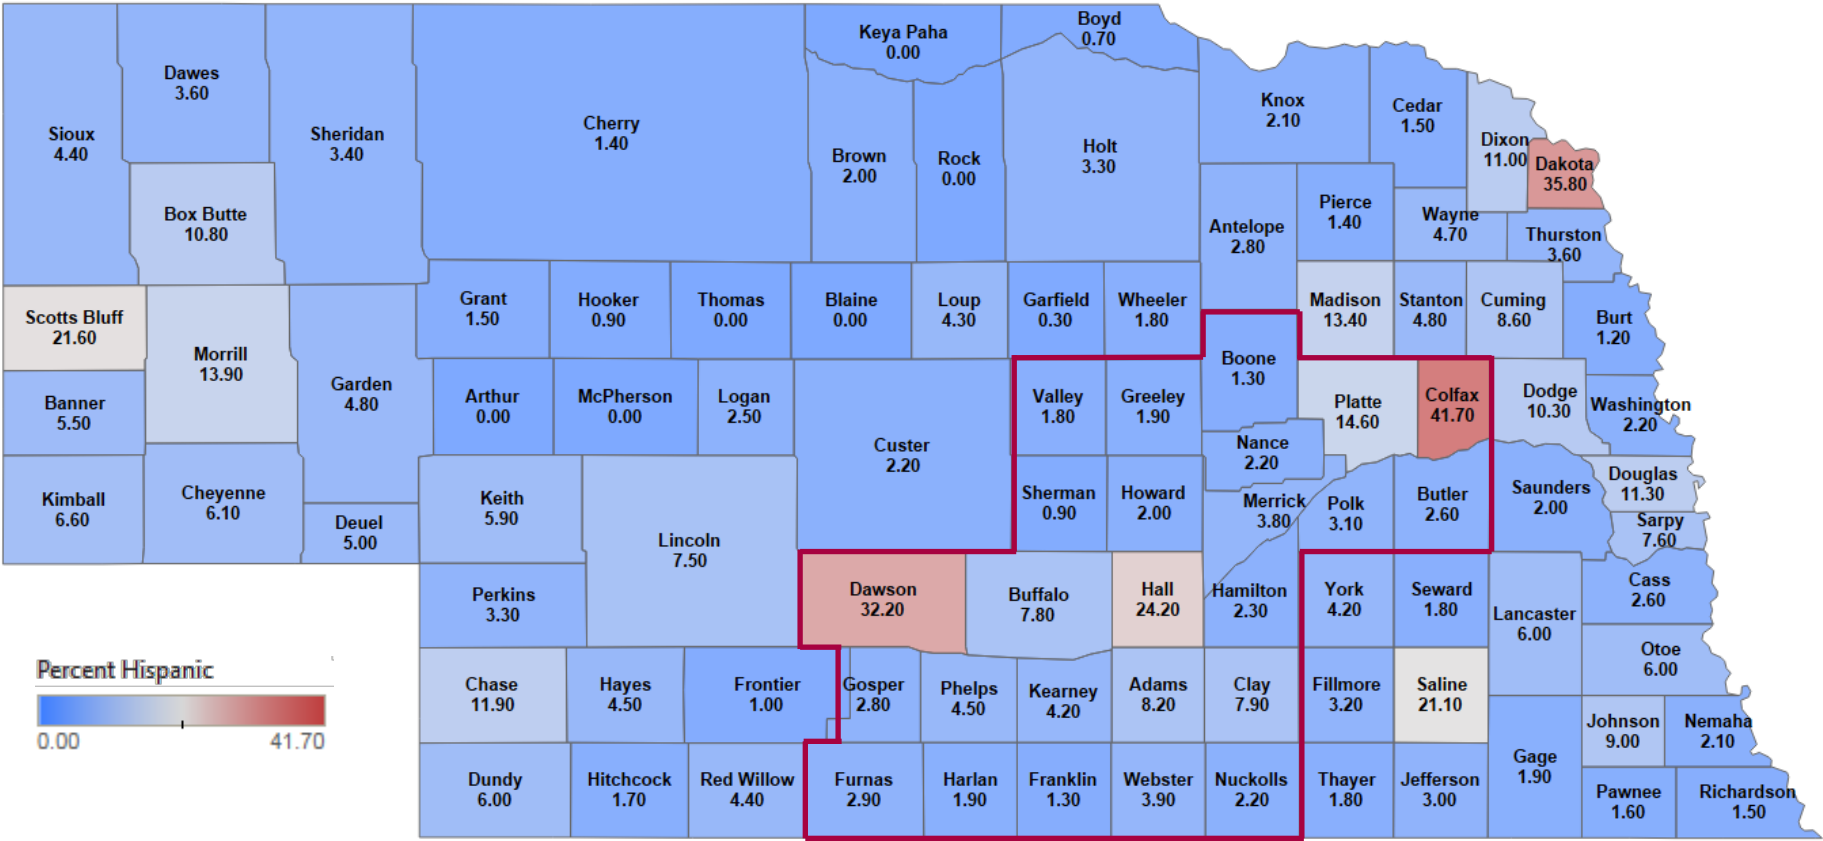 Boyd
0.70
Keya Paha
0.00
Dawes
3.60
Sioux
4.40
Sheridan
3.40
Cherry
1.40
Brown
2.00
Rock
0.00
Holt
3.30
Knox
2.10
Cedar
1.50
Dixon
11.00
Dakota
35.80
Box Butte
10.80
Antelope
2.80
Pierce
1.40
Wayne
4.70
Thurston
3.60
Scotts Bluff
21.60
Morrill
13.90
Grant
1.50
Hooker
0.90
Thomas
0.00
Blaine
0.00
Loup
4.30
Garfield
0.30
Wheeler
1.80
Madison
13.40
Stanton
4.80
Cuming
8.60
Burt
1.20
Banner
5.50
Garden
4.80
Arthur
0.00
McPherson
0.00
Logan
2.50
Custer
2.20
Valley
1.80
Greeley
1.90
Boone
1.30
Platte
14.60
Colfax
41.70
Dodge
10.30
Washington
2.20
Nance
2.20
Kimball
6.60
Cheyenne
6.10
Deuel
5.00
Keith
5.90
Lincoln
7.50
Sherman
0.90
Howard
2.00
Merrick
3.80
Polk
3.10
Butler
2.60
Saunders
2.00
Douglas
11.30
Sarpy
7.60
Perkins
3.30
Dawson
32.20
Buffalo
7.80
Hall
24.20
Hamilton
2.30
York
4.20
Seward
1.80
Lancaster
6.00
Cass
2.60
Otoe
6.00
Chase
11.90
Hayes
4.50
Frontier
1.00
Gosper
2.80
Phelps
4.50
Kearney
4.20
Adams
8.20
Clay
7.90
Fillmore
3.20
Saline
21.10
Johnson
9.00
Nemaha
2.10
Dundy
6.00
Hitchcock
1.70
Red Willow
4.40
Furnas
2.90
Harlan
1.90
Franklin
1.30
Webster
3.90
Nuckolls
2.20
Thayer
1.80
Jefferson
3.00
Gage
1.90
Pawnee
1.60
Richardson
1.50
Percent Hispanic
0.00 41.70